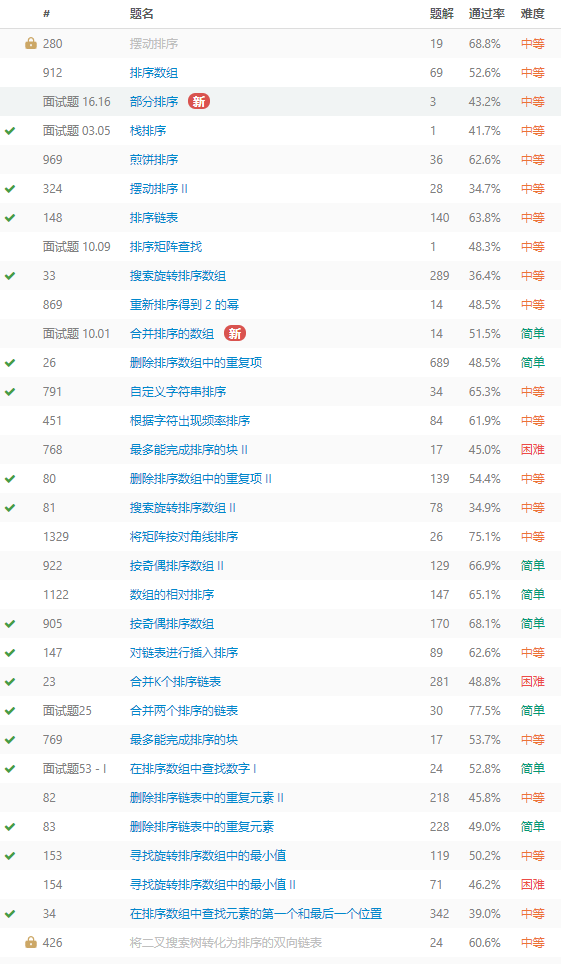 # 题名 题解 通过率 难度
280 摆动排序 19 68.8% 中等
912 排序数组 69 52.6% 中等
面试题 16.16 部分排序 新 3 43.2% 中等
面试题 03.05 栈排序 1 41.7% 中等
969 煎饼排序 36 62.6% 中等
324 摆动排序 II 28 34.7% 中等
148 排序链表 140 63.8% 中等
面试题 10.09 排序矩阵查找 1 48.3% 中等
33 搜索旋转排序数组 289 36.4% 中等
869 重新排序得到 2 的幂 14 48.5% 中等
面试题 10.01 合并排序的数组 新 14 51.5% 简单
26 删除排序数组中的重复项 689 48.5% 简单
791 自定义字符串排序 34 65.3% 中等
451 根据字符出现频率排序 84 61.9% 中等
768 最多能完成排序的块 II 17 45.0% 困难
80 删除排序数组中的重复项 II 139 54.4% 中等
81 搜索旋转排序数组 II 78 34.9% 中等
1329 将矩阵按对角线排序 26 75.1% 中等
922 按奇偶排序数组 II 129 66.9% 简单
1122 数组的相对排序 147 65.1% 简单
905 按奇偶排序数组 170 68.1% 简单
147 对链表进行插入排序 89 62.6% 中等
23 合并K个排序链表 281 48.8% 困难
面试题25 合并两个排序的链表 30 77.5% 简单
769 最多能完成排序的块 17 53.7% 中等
面试题53 - I 在排序数组中查找数字 I 24 52.8% 简单
82 删除排序链表中的重复元素 II 218 45.8% 中等
83 删除排序链表中的重复元素 228 49.0% 简单
153 寻找旋转排序数组中的最小值 119 50.2% 中等
154 寻找旋转排序数组中的最小值 II 71 46.2% 困难
34 在排序数组中查找元素的第一个和最后一个位置 342 39.0% 中等
426 将二叉搜索树转化为排序的双向链表 24 60.6% 中等